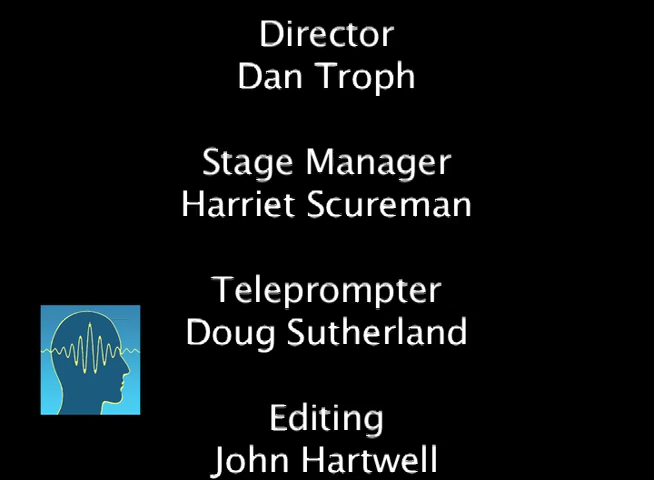 Director
Dan Troph
Stage Manager
Harriet Scureman
Teleprompter
Doug Sutherland
Editing
John Hartwell